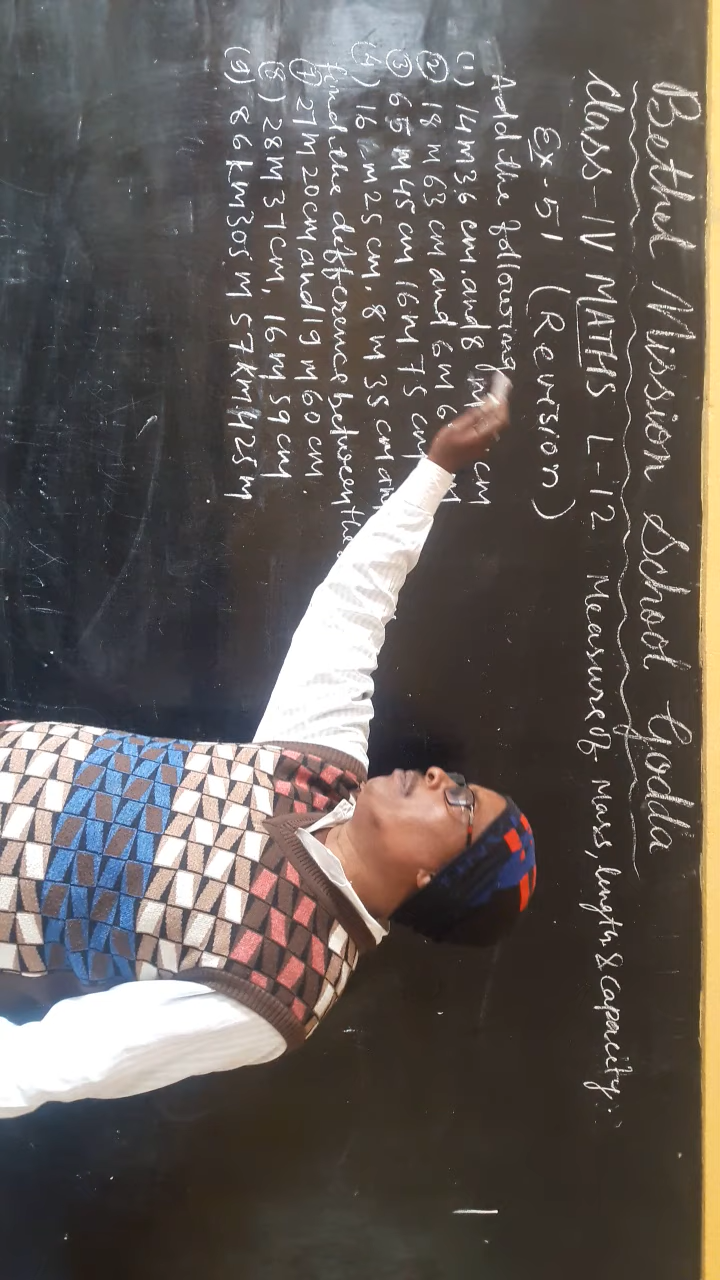 Bethel Mission School Godda
Class-IV MATHS L-12 Measure of Mass, length & capacity:-
Ex-51 (Revision)
Add the following
(1) 14 m 36 cm. and 8 m cm
② 18 m 63 cm and 6 m 6 m
③ 65 m 45 cm 16 m 75 cm
(4) 16 m 25 cm, 8 m 35 cm an
find the difference between the
⑦ 27 m 20 cm and 19 m 60 cm.
(8) 28 m 37 cm, 16 m 59 cm
(9) 86 km 305 m 57 km 425 m